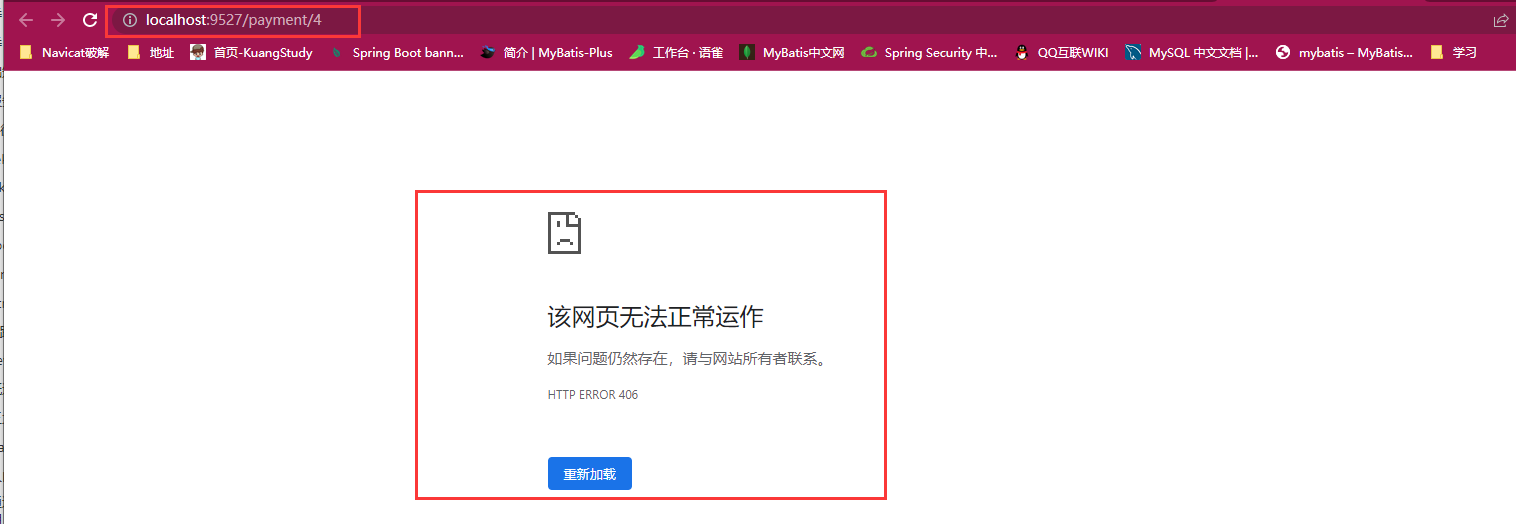 localhost:9527/payment/4
Navicat破解 地址 首页-KuangStudy Spring Boot bann... 简介 | MyBatis-Plus 工作台 · 语雀 MyBatis中文网 Spring Security 中... QQ互联WIKI MySQL 中文文档 |... mybatis – MyBatis... 学习
该网页无法正常运作
如果问题仍然存在，请与网站所有者联系。
HTTP ERROR 406
重新加载